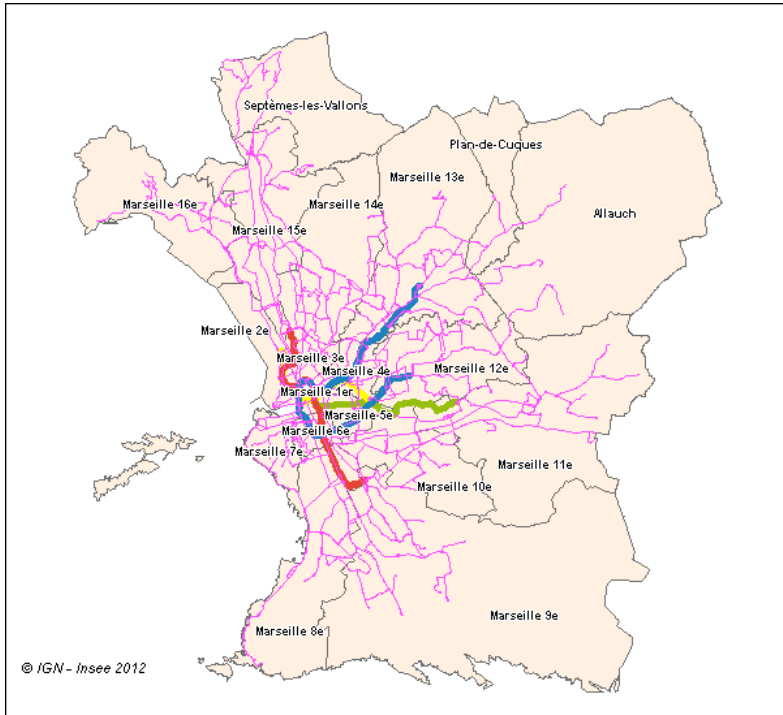 Septèmes-les-Vallons
Plan-de-Cuques
Marseille 13e
Marseille 14e
Marseille 16e
Allauch
Marseille 15e
Marseille 2e
Marseille 3e
Marseille 4e
Marseille 12e
Marseille 1er
Marseille 5e
Marseille 6e
Marseille 7e
Marseille 11e
Marseille 10e
Marseille 9e
Marseille 8e
© IGN - Insee 2012